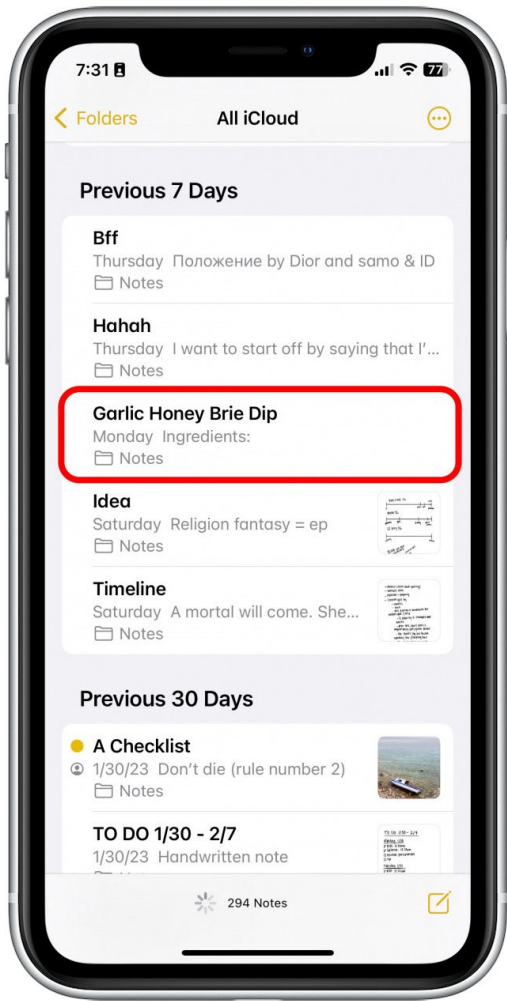 7:31
77
Folders
All iCloud
Previous 7 Days
Bff
Thursday Положение by Dior and samo & ID
Notes
Hahah
Thursday I want to start off by saying that I'...
Notes
Garlic Honey Brie Dip
Monday Ingredients:
Notes
Idea
Saturday Religion fantasy = ep
Notes
Timeline
Saturday A mortal will come. She...
Notes
Previous 30 Days
A Checklist
1/30/23 Don't die (rule number 2)
Notes
TO DO 1/30 - 2/7
1/30/23 Handwritten note
294 Notes